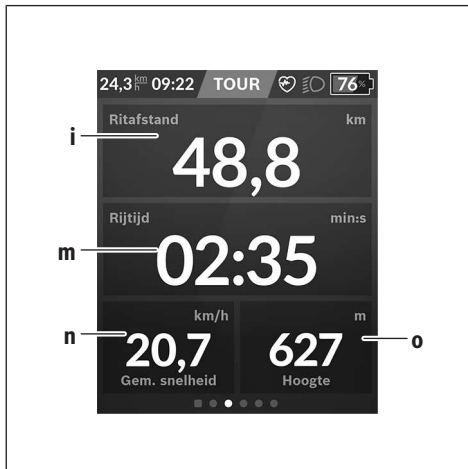 24,3 km/h 09:22 TOUR 76%
Ritafstand km
i
48,8
Rijtijd min:s
m
02:35
km/h m
n 20,7 627 o
Gem. snelheid Hoogte